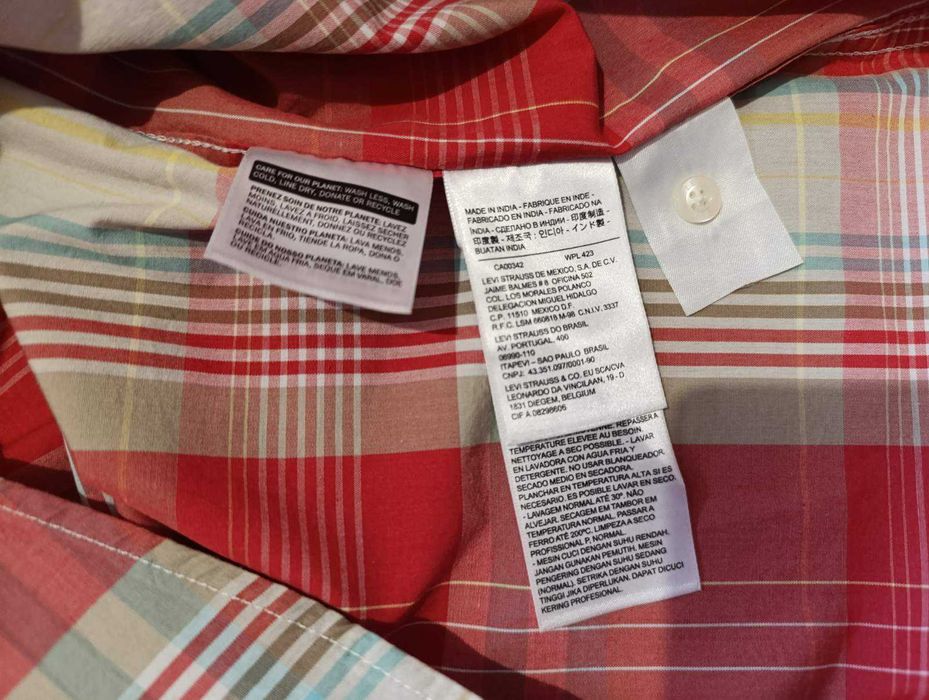 CARE FOR OUR PLANET: WASH LESS, WASH
COLD, LINE DRY, DONATE OR RECYCLE
PRENEZ SOIN DE NOTRE PLANETE: LAVEZ
MOINS, LAVEZ À FROID, LAISSEZ SÉCHER
NATURELLEMENT, DONNEZ OU RECYCLEZ
CUIDA NUESTRO PLANETA: LAVA MENOS,
LAVA EN FRIO, TIENDE LA ROPA, DONA O
RECICLE
CUIDE DO NOSSO PLANETA: LAVE MENOS,
LAVE COM ÁGUA FRIA, SEQUE EM VARAL, DOE
OU RECICLE!
MADE IN INDIA - FABRIQUE EN INDE -
FABRICADO EN INDIA - FABRICADO NA
ÍNDIA - СДЕЛАНО В ИНДИИ - 印度制造 -
印度製 - 제조국 : 인디아 - インド製 -
BUATAN INDIA
CA00342 WPL 423
LEVI STRAUSS DE MEXICO, S.A. DE C.V.
JAIME BALMES # 8 OFICINA 502
COL. LOS MORALES POLANCO
DELEGACION MIGUEL HIDALGO
C.P. 11510 MEXICO D.F.
R.F.C. LSM 660818 M-98 C.N.I.V. 3337
LEVI STRAUSS DO BRASIL
AV. PORTUGAL. 400
06690-110
ITAPEVI – SAO PAULO BRASIL
CNPJ: 43.351.097/0001-90
LEVI STRAUSS & CO. EU SCA/CVA
LEONARDO DA VINCILAAN, 19 - D
1831 DIEGEM, BELGIUM
CIF A 08298606
REPASSER A
TEMPERATURE ELEVEE AU BESOIN.
NETTOYAGE A SEC POSSIBLE. - LAVAR
EN LAVADORA CON AGUA FRIA Y
DETERGENTE. NO USAR BLANQUEADOR.
SECADO MEDIO EN SECADORA.
PLANCHAR EN TEMPERATURA ALTA SI ES
NECESARIO. ES POSIBLE LAVAR EN SECO.
- LAVAGEM NORMAL ATÉ 30°. NÃO
ALVEJAR. SECAGEM EM TAMBOR EM
TEMPERATURA NORMAL. PASSAR A
FERRO ATÉ 200ºC. LIMPEZA A SECO
PROFISSIONAL P, NORMAL.
- MESIN CUCI DENGAN SUHU RENDAH.
JANGAN GUNAKAN PEMUTIH. MESIN
PENGERING DENGAN SUHU SEDANG
(NORMAL). SETRIKA DENGAN SUHU
TINGGI JIKA DIPERLUKAN. DAPAT DICUCI
KERING PROFESIONAL.